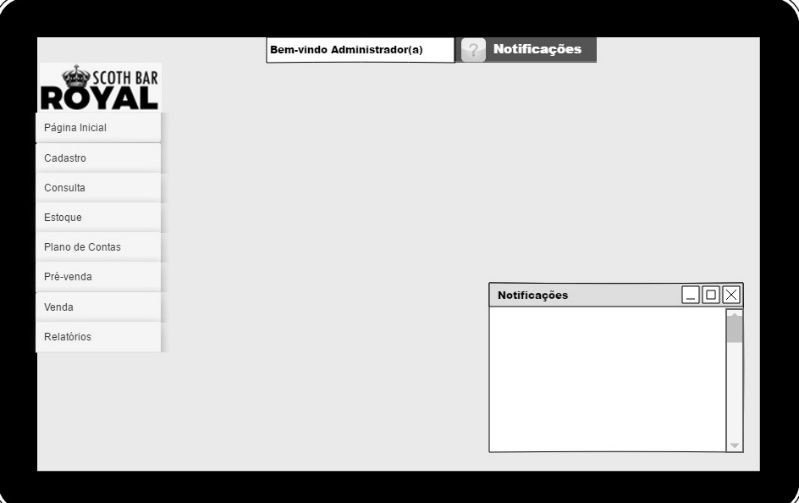 Bem-vindo Administrador(a)
? Notificações
SCOTH BAR
ROYAL
Página Inicial
Cadastro
Consulta
Estoque
Plano de Contas
Pré-venda
Venda
Relatórios
Notificações